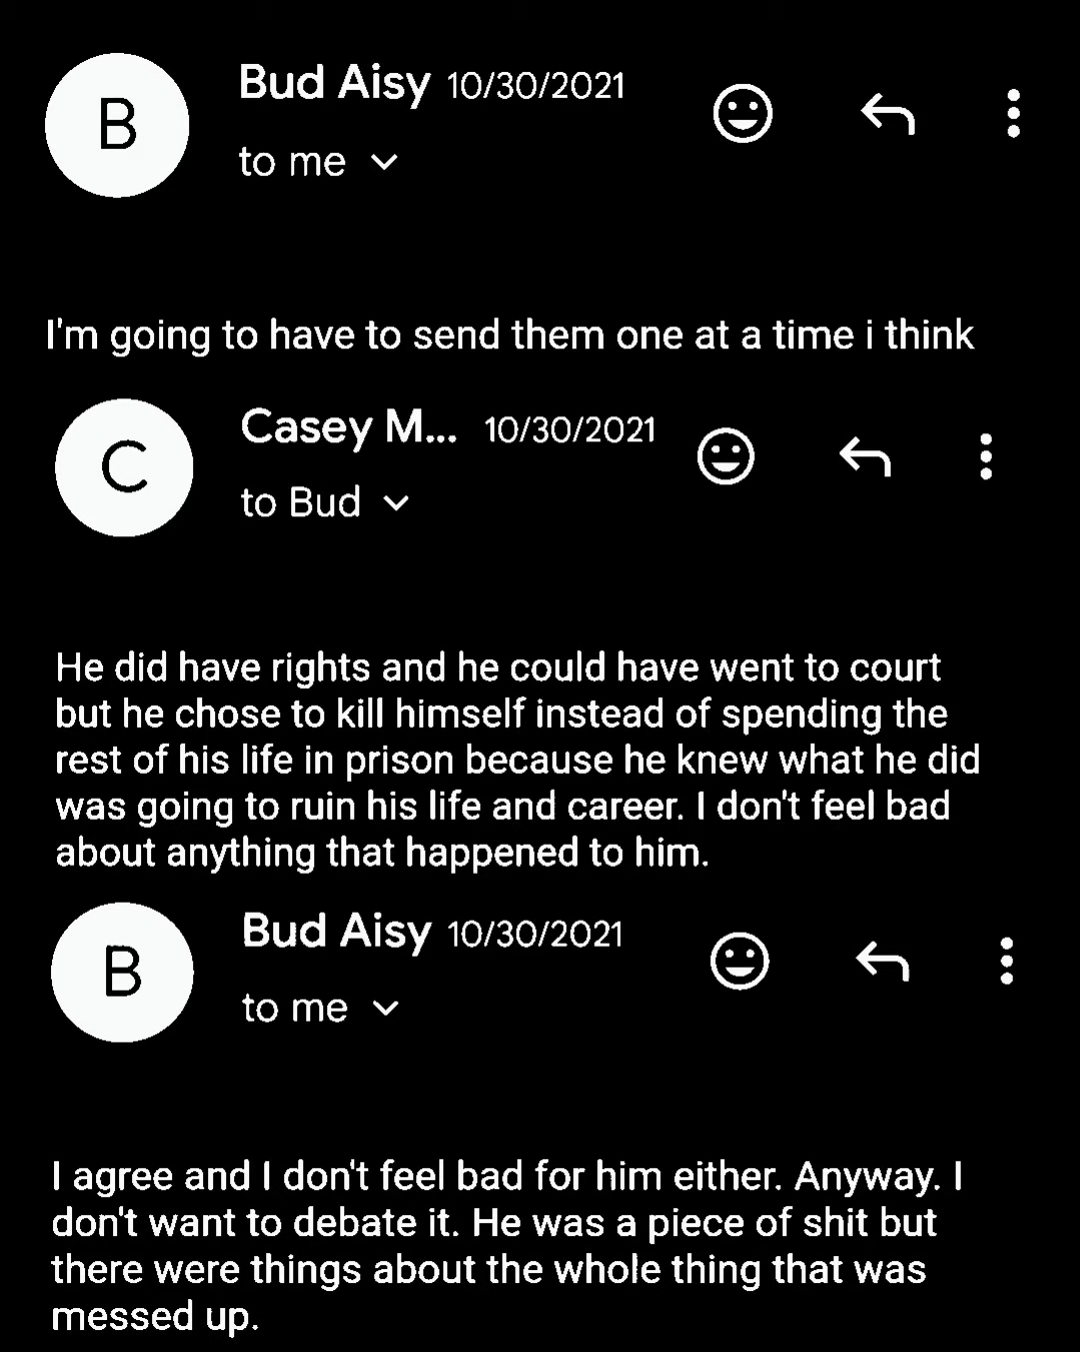 B
Bud Aisy 10/30/2021
to me
I'm going to have to send them one at a time i think
C
Casey M... 10/30/2021
to Bud
He did have rights and he could have went to court
but he chose to kill himself instead of spending the
rest of his life in prison because he knew what he did
was going to ruin his life and career. I don't feel bad
about anything that happened to him.
B
Bud Aisy 10/30/2021
to me
I agree and I don't feel bad for him either. Anyway. I
don't want to debate it. He was a piece of shit but
there were things about the whole thing that was
messed up.